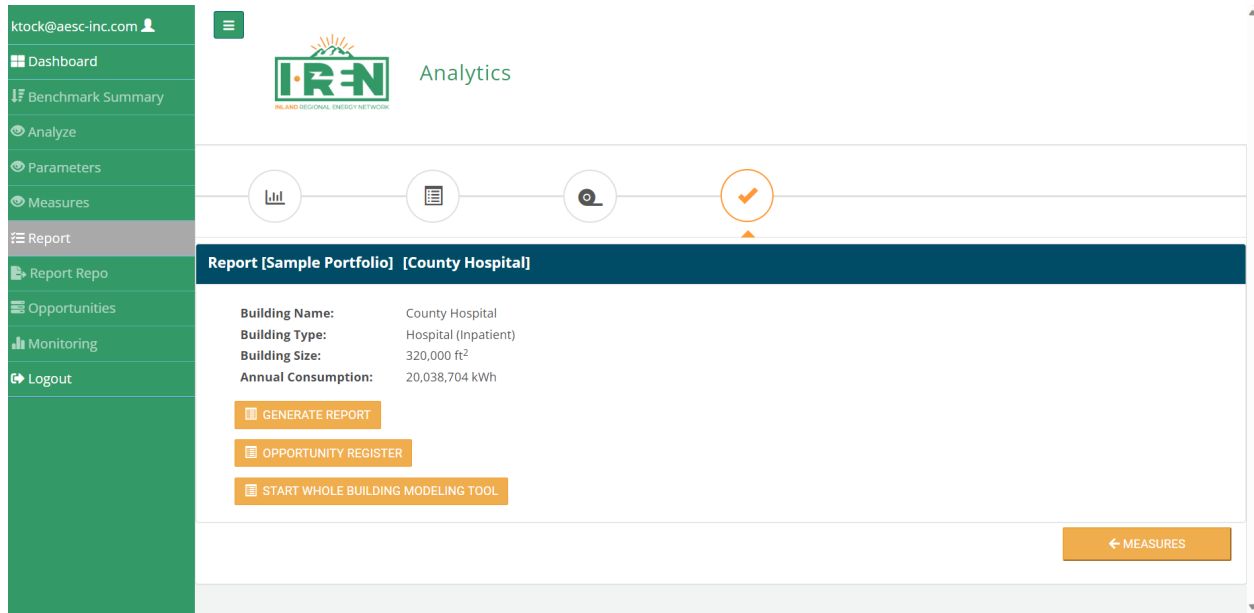 ktock@aesc-inc.com
Dashboard
Benchmark Summary
Analyze
Parameters
Measures
Report
Report Repo
Opportunities
Monitoring
Logout
I·REN
INLAND REGIONAL ENERGY NETWORK
Analytics
Report [Sample Portfolio] [County Hospital]
Building Name: County Hospital
Building Type: Hospital (Inpatient)
Building Size: 320,000 ft²
Annual Consumption: 20,038,704 kWh
GENERATE REPORT
OPPORTUNITY REGISTER
START WHOLE BUILDING MODELING TOOL
MEASURES